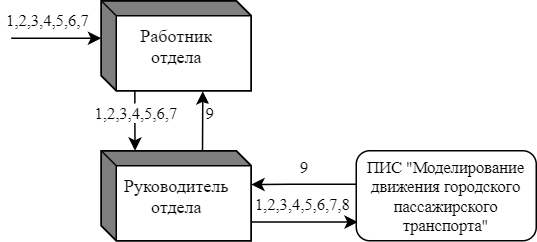 1,2,3,4,5,6,7
Работник
отдела
1,2,3,4,5,6,7
9
Руководитель
отдела
9
1,2,3,4,5,6,7,8
ПИС "Моделирование
движения городского
пассажирского
транспорта"